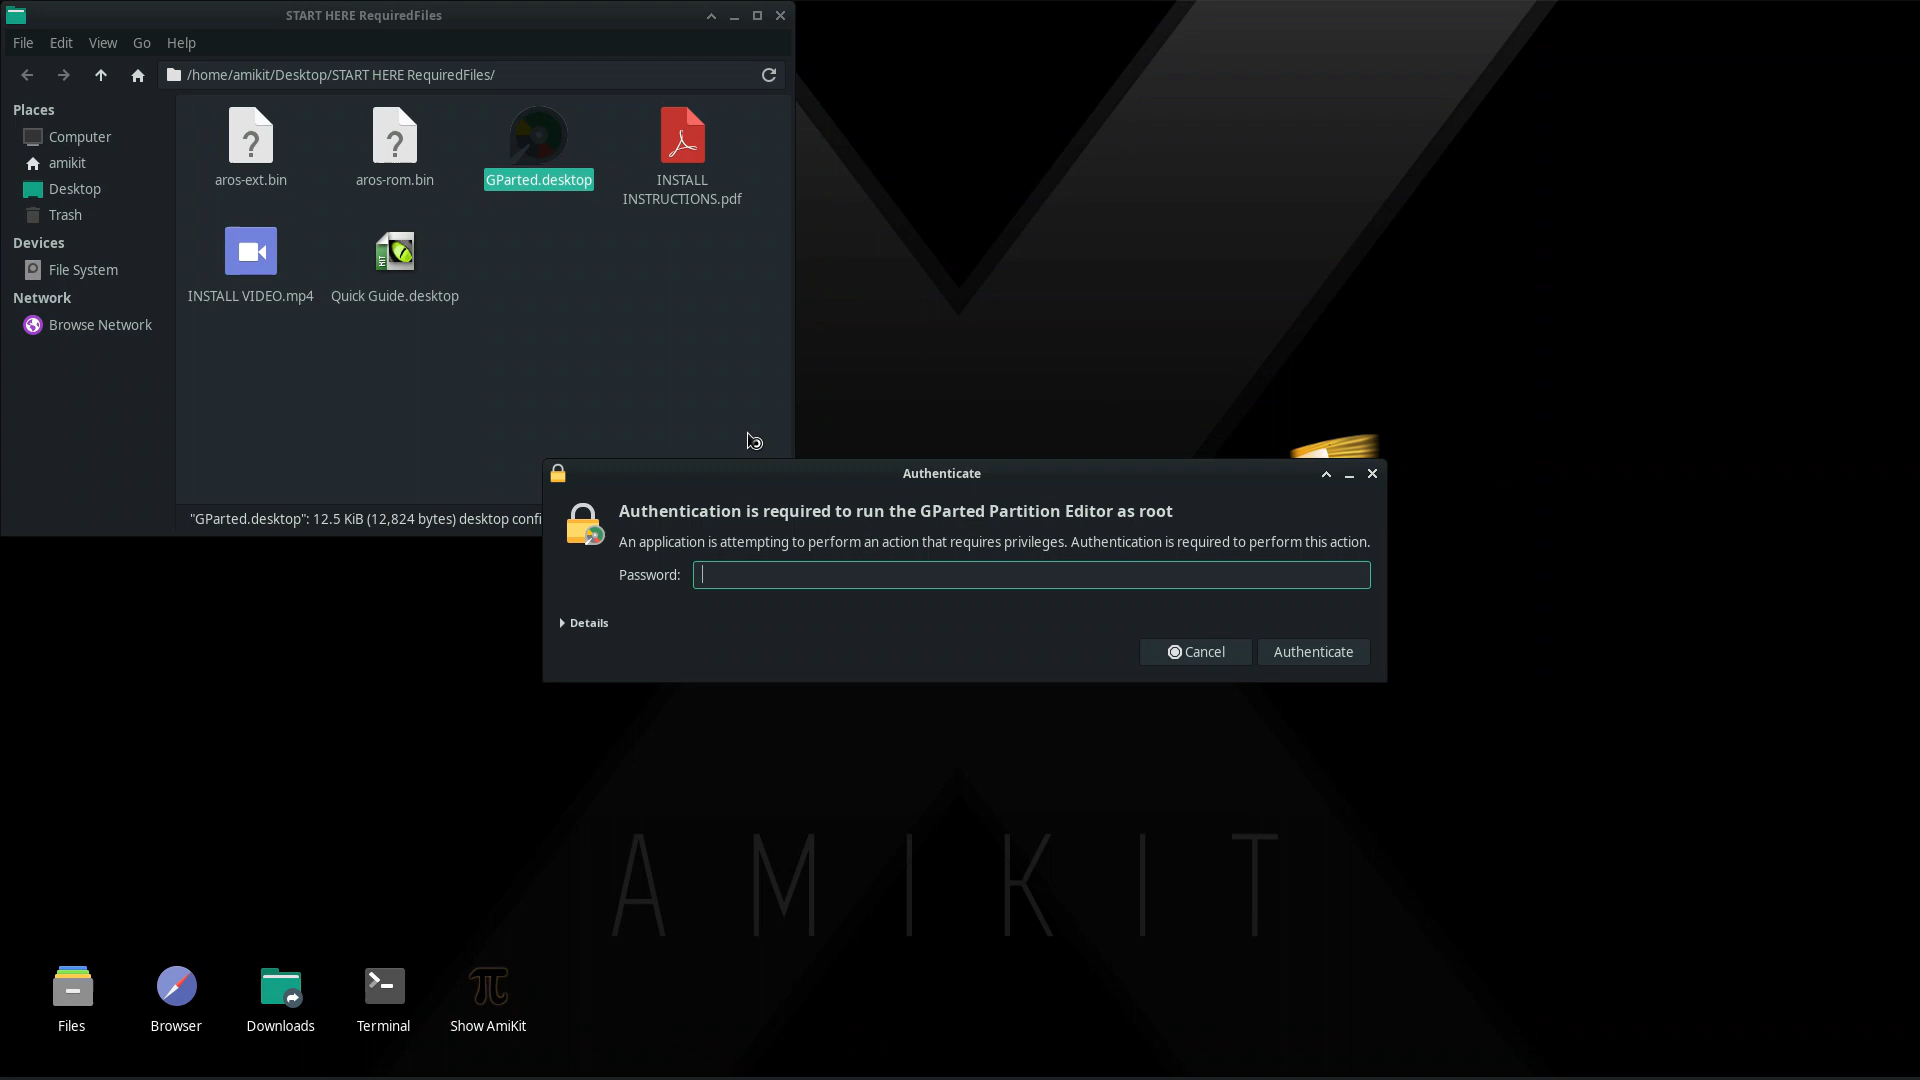 START HERE RequiredFiles
File Edit View Go Help
/home/amikit/Desktop/START HERE RequiredFiles/
Places
Computer
amikit
Desktop
Trash
Devices
File System
Network
Browse Network
aros-ext.bin
aros-rom.bin
GParted.desktop
INSTALL
INSTRUCTIONS.pdf
INSTALL VIDEO.mp4
Quick Guide.desktop
"GParted.desktop": 12.5 KiB (12,824 bytes) desktop confi
Authenticate
Authentication is required to run the GParted Partition Editor as root
An application is attempting to perform an action that requires privileges. Authentication is required to perform this action.
Password:
Details
Cancel
Authenticate
AMIKIT
Files
Browser
Downloads
Terminal
Show AmiKit